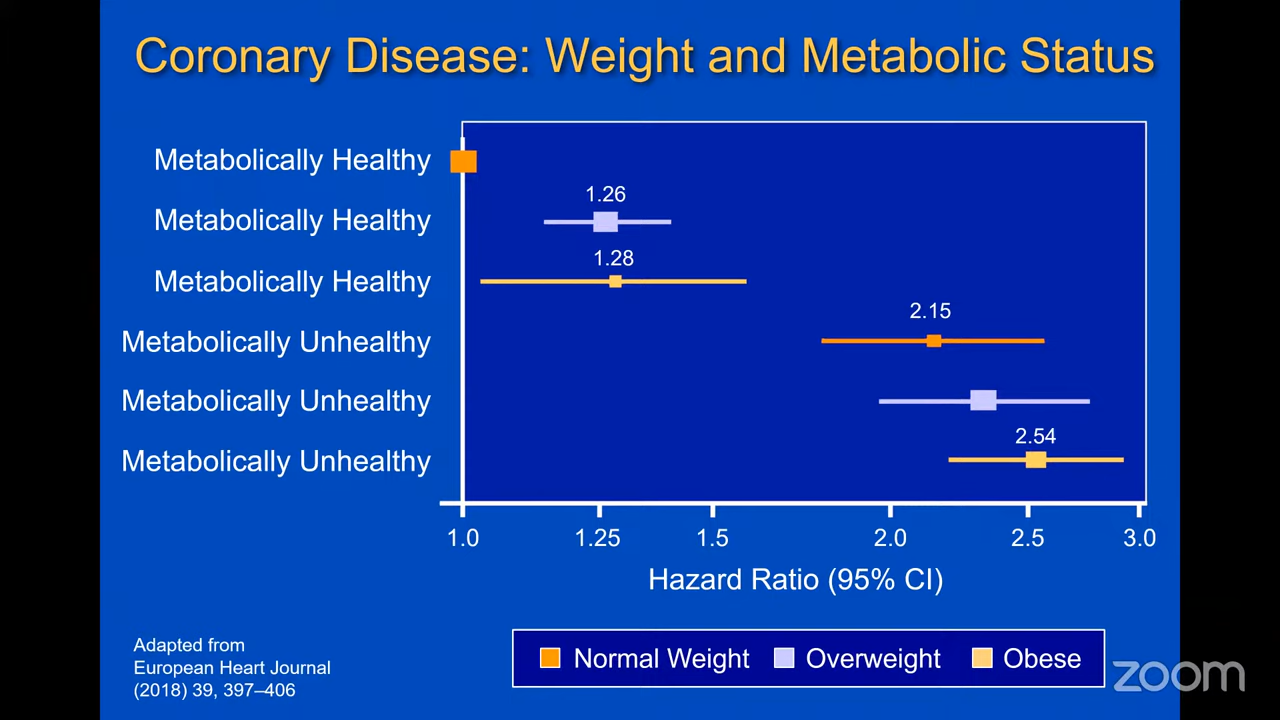 Coronary Disease: Weight and Metabolic Status
Metabolically Healthy
1.26
Metabolically Healthy
1.28
Metabolically Healthy
2.15
Metabolically Unhealthy
Metabolically Unhealthy
2.54
Metabolically Unhealthy
1.0 1.25 1.5 2.0 2.5 3.0
Hazard Ratio (95% CI)
Adapted from
European Heart Journal
(2018) 39, 397–406
Normal Weight Overweight Obese
zoom